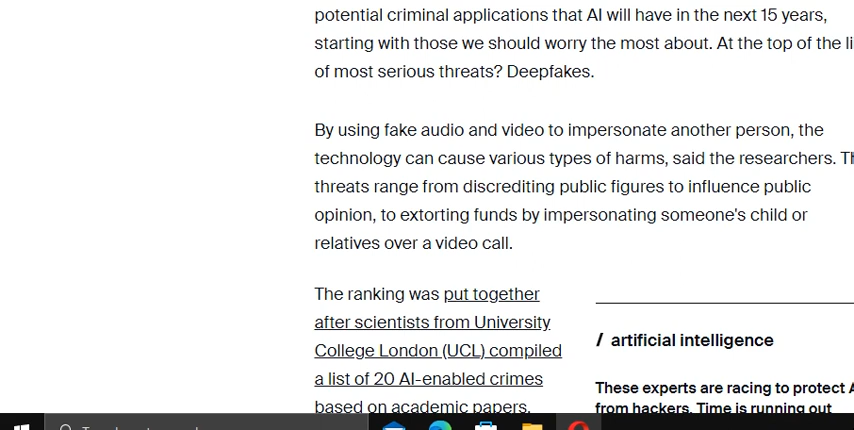 potential criminal applications that AI will have in the next 15 years,
starting with those we should worry the most about. At the top of the
of most serious threats? Deepfakes.
By using fake audio and video to impersonate another person, the
technology can cause various types of harms, said the researchers.
threats range from discrediting public figures to influence public
opinion, to extorting funds by impersonating someone's child or
relatives over a video call.
The ranking was put together
after scientists from University
College London (UCL) compiled
a list of 20 AI-enabled crimes
based on academic papers,
/ artificial intelligence
These experts are racing to protect
from hackers. Time is running out